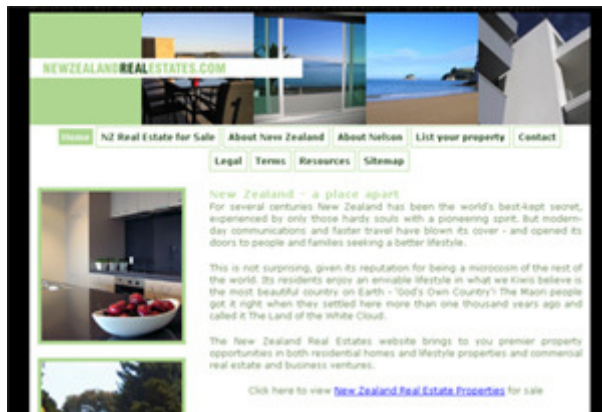 NEWZEALANDREALESTATES.COM
Home NZ Real Estate for Sale About New Zealand About Nelson List your property Contact
Legal Terms Resources Sitemap
New Zealand - a place apart
For several centuries New Zealand has been the world's best-kept secret,
experienced by only those hardy souls with a pioneering spirit. But modern-
day communications and faster travel have blown its cover - and opened its
doors to people and families seeking a better lifestyle.
This is not surprising, given its reputation for being a microcosm of the rest of
the world. Its residents enjoy an enviable lifestyle in what we Kiwis believe is
the most beautiful country on Earth - 'God's Own Country'! The Maori people
got it right when they settled here more than one thousand years ago and
called it The Land of the White Cloud.
The New Zealand Real Estates website brings to you premier property
opportunities in both residential homes and lifestyle properties and commercial
real estate and business ventures.
Click here to view New Zealand Real Estate Properties for sale